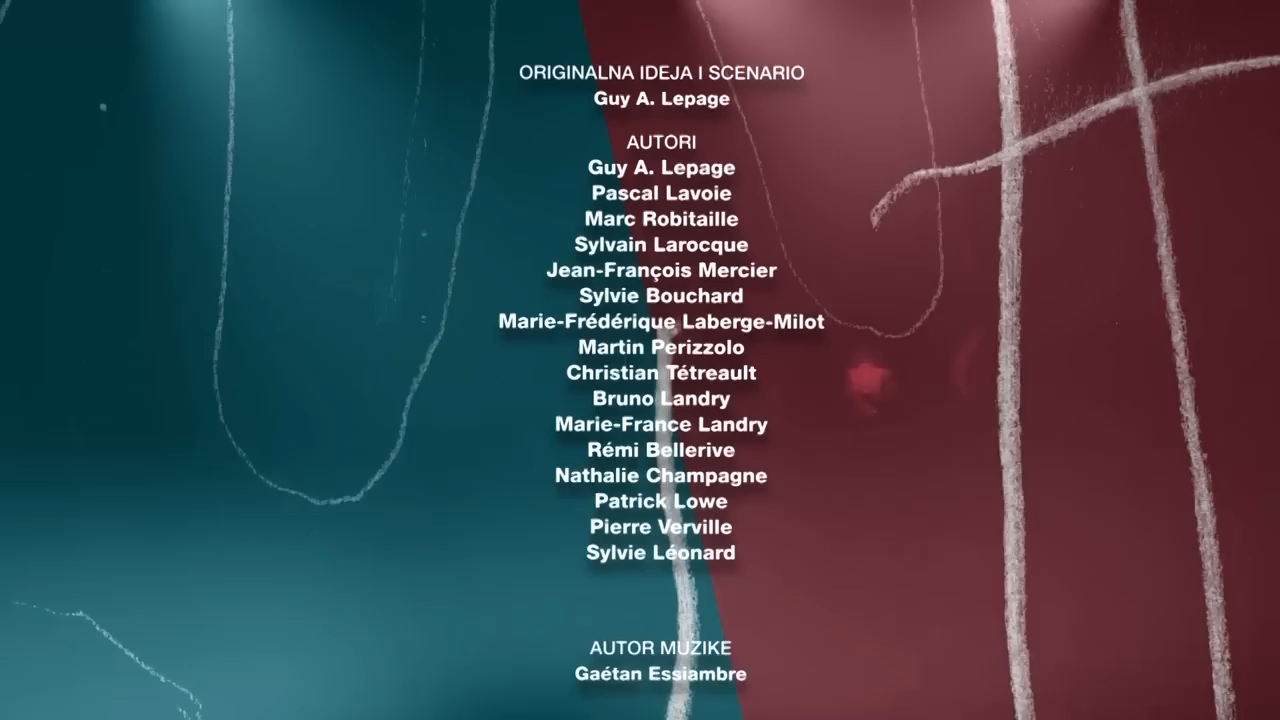 ORIGINALNA IDEJA I SCENARIO
Guy A. Lepage
AUTORI
Guy A. Lepage
Pascal Lavoie
Marc Robitaille
Sylvain Larocque
Jean-François Mercier
Sylvie Bouchard
Marie-Frédérique Laberge-Milot
Martin Perizzolo
Christian Tétreault
Bruno Landry
Marie-France Landry
Rémi Bellerive
Nathalie Champagne
Patrick Lowe
Pierre Verville
Sylvie Léonard
AUTOR MUZIKE
Gaétan Essiambre